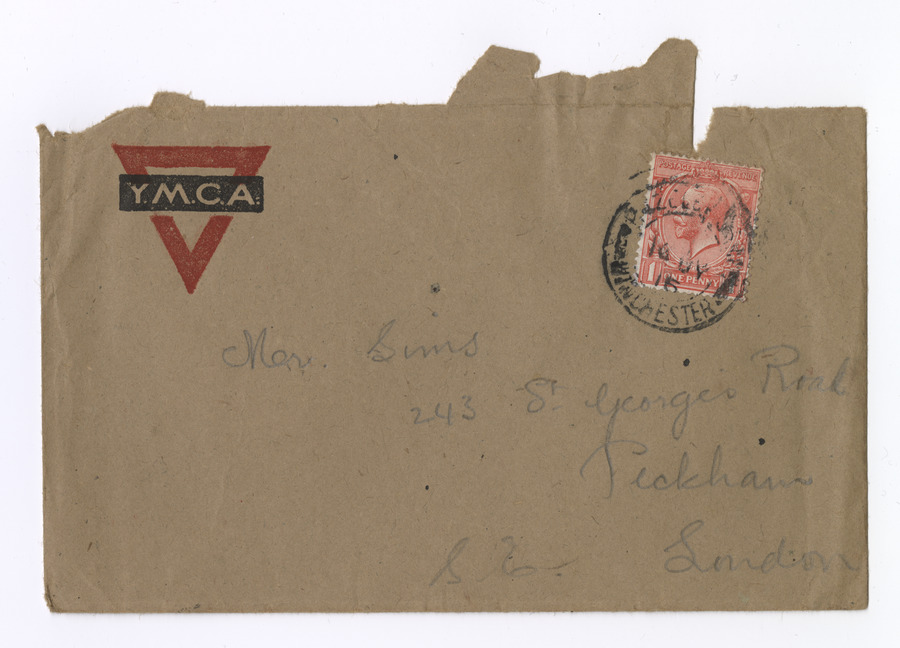 Y.M.C.A.
POSTAGE REVENUE
ONE PENNY
WINCHESTER
Mrs. Sims
243 St Georges Road
Peckham
S E London